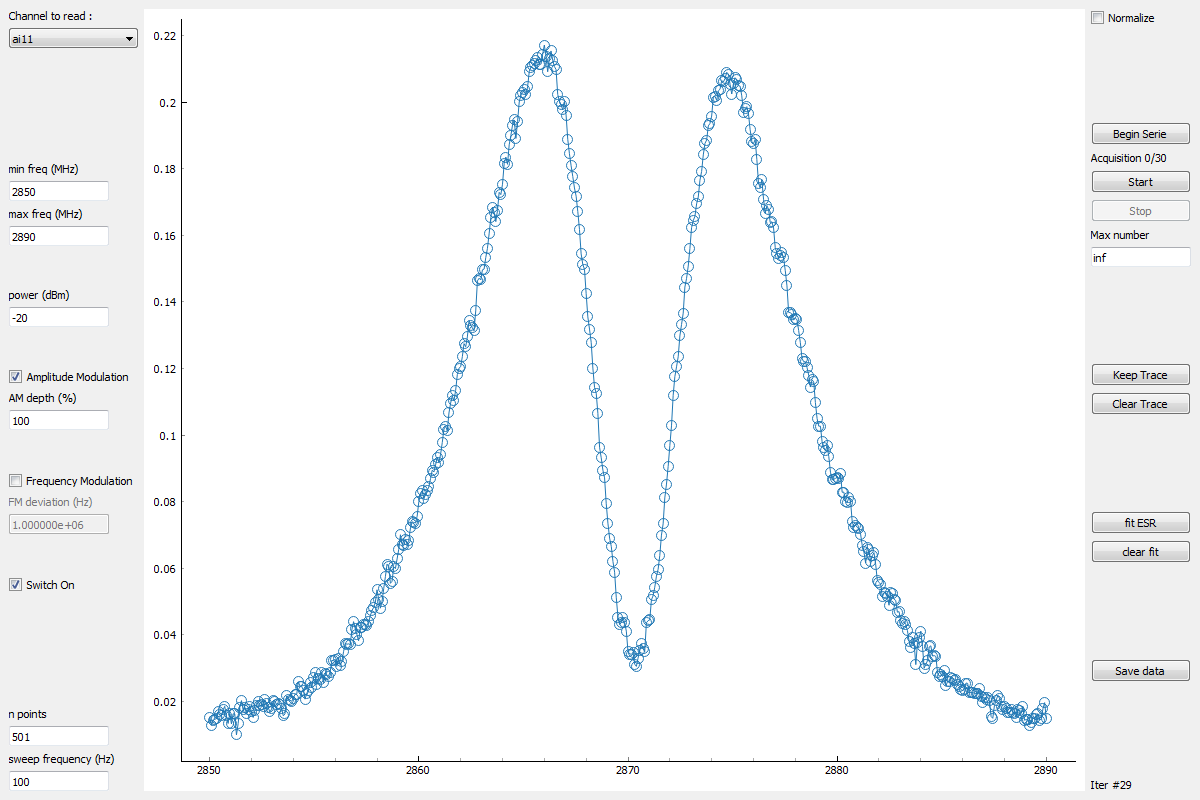 Channel to read :
ai11
min freq (MHz)
2850
max freq (MHz)
2890
power (dBm)
-20
Amplitude Modulation
AM depth (%)
100
Frequency Modulation
FM deviation (Hz)
1.000000e+06
Switch On
n points
501
sweep frequency (Hz)
100
0.22
0.2
0.18
0.16
0.14
0.12
0.1
0.08
0.06
0.04
0.02
2850 2860 2870 2880 2890
Normalize
Begin Serie
Acquisition 0/30
Start
Stop
Max number
inf
Keep Trace
Clear Trace
fit ESR
clear fit
Save data
Iter #29